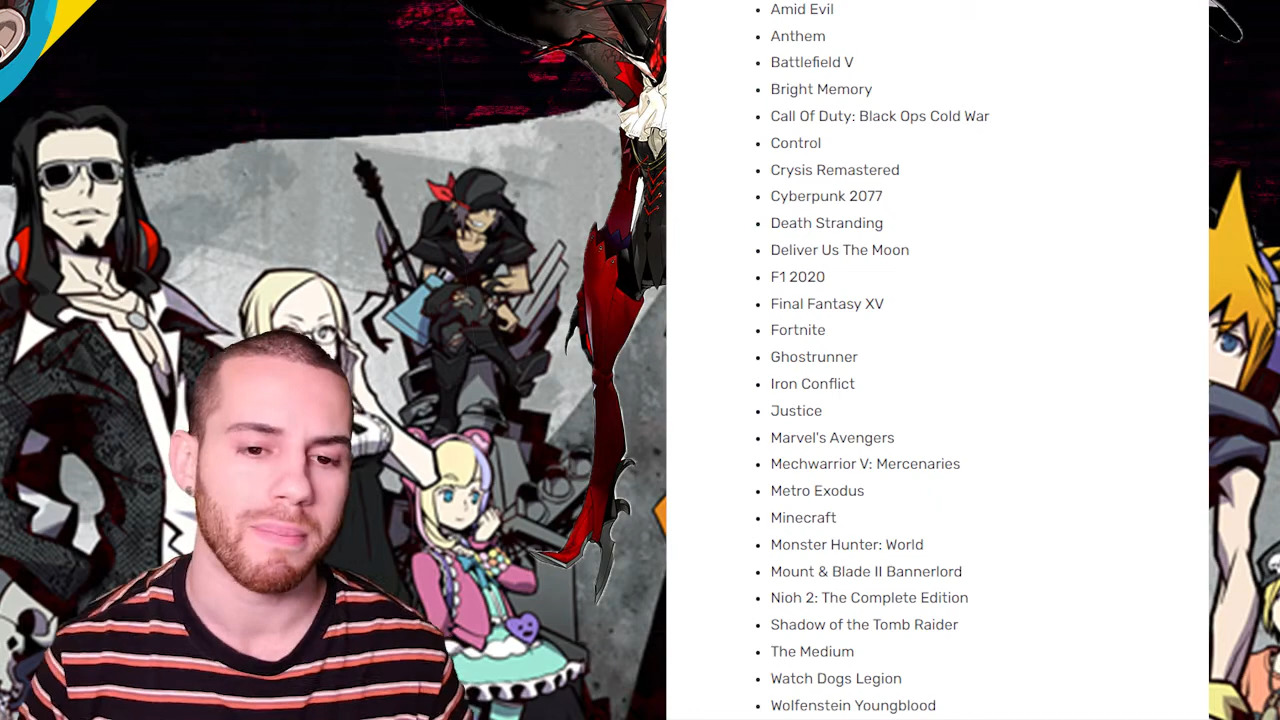 Amid Evil
Anthem
Battlefield V
Bright Memory
Call Of Duty: Black Ops Cold War
Control
Crysis Remastered
Cyberpunk 2077
Death Stranding
Deliver Us The Moon
F1 2020
Final Fantasy XV
Fortnite
Ghostrunner
Iron Conflict
Justice
Marvel's Avengers
Mechwarrior V: Mercenaries
Metro Exodus
Minecraft
Monster Hunter: World
Mount & Blade II Bannerlord
Nioh 2: The Complete Edition
Shadow of the Tomb Raider
The Medium
Watch Dogs Legion
Wolfenstein Youngblood